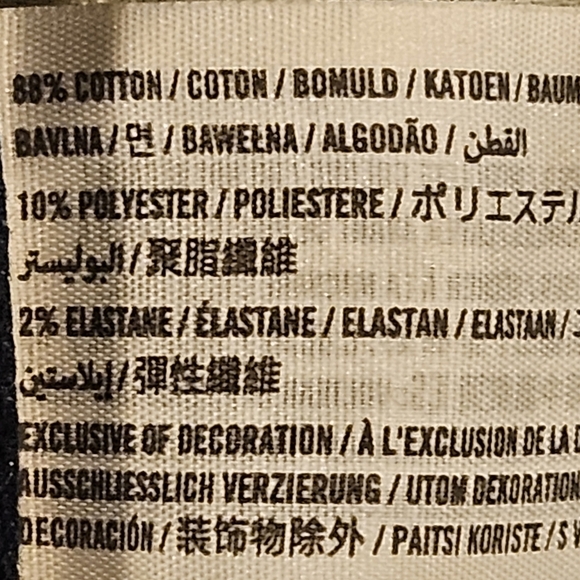 88% COTTON / COTON / BOMULD / KATOEN / BAUM
BAVLNA / 면 / BAWEŁNA / ALGODÃO / القطن
10% POLYESTER / POLIESTERE / ポリエステル
البوليستر / 聚脂纖維
2% ELASTANE / ÉLASTANE / ELASTAN / ELASTAAN /
إيلاستين / 彈性纖維
EXCLUSIVE OF DECORATION / À L'EXCLUSION DE LA
AUSSCHLIESSLICH VERZIERUNG / UTOM DEKORATION
DECORACIÓN / 装飾物除外 / PAITSI KORISTE / S